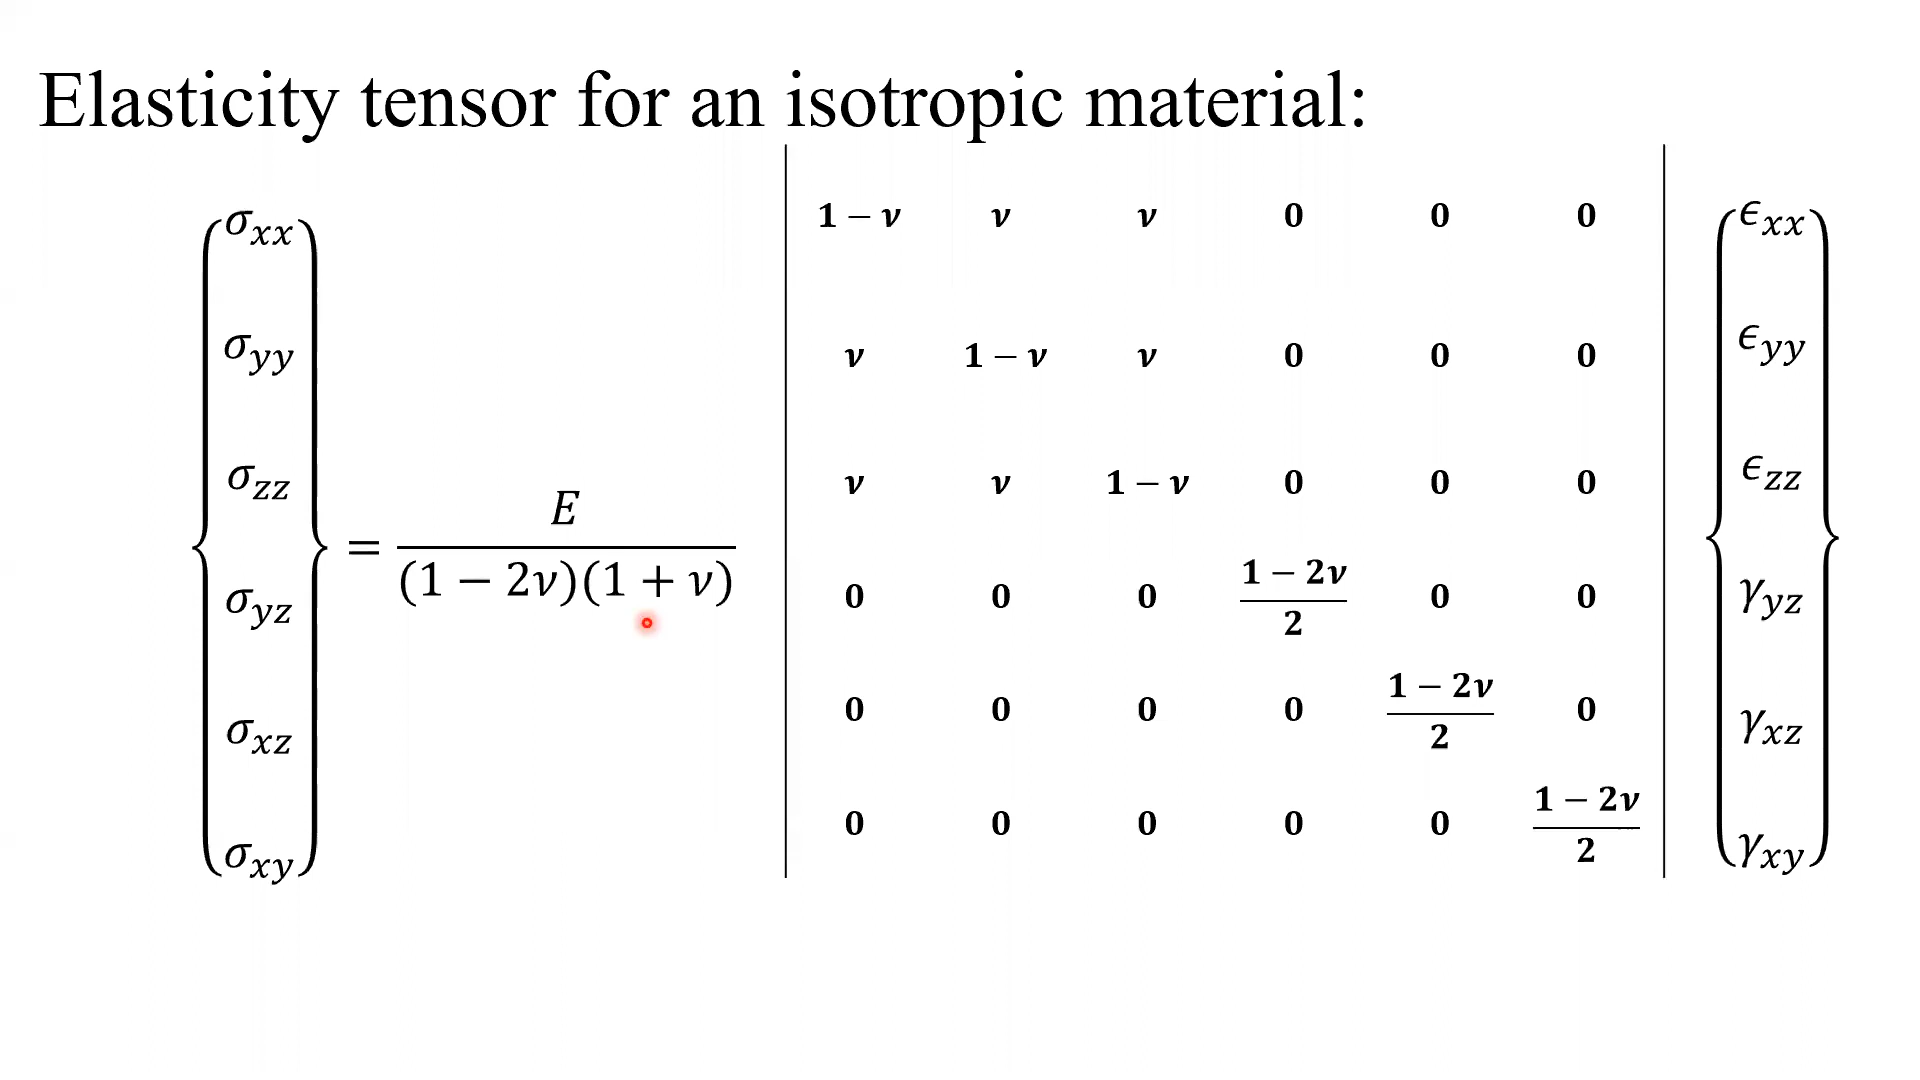 Elasticity tensor for an isotropic material:
σxx
σyy
σzz
σyz
σxz
σxy
=
E
(1 − 2ν)(1 + ν)
1 − ν ν ν 0 0 0
ν 1 − ν ν 0 0 0
ν ν 1 − ν 0 0 0
0 0 0 1 − 2ν / 2 0 0
0 0 0 0 1 − 2ν / 2 0
0 0 0 0 0 1 − 2ν / 2
ϵxx
ϵyy
ϵzz
γyz
γxz
γxy